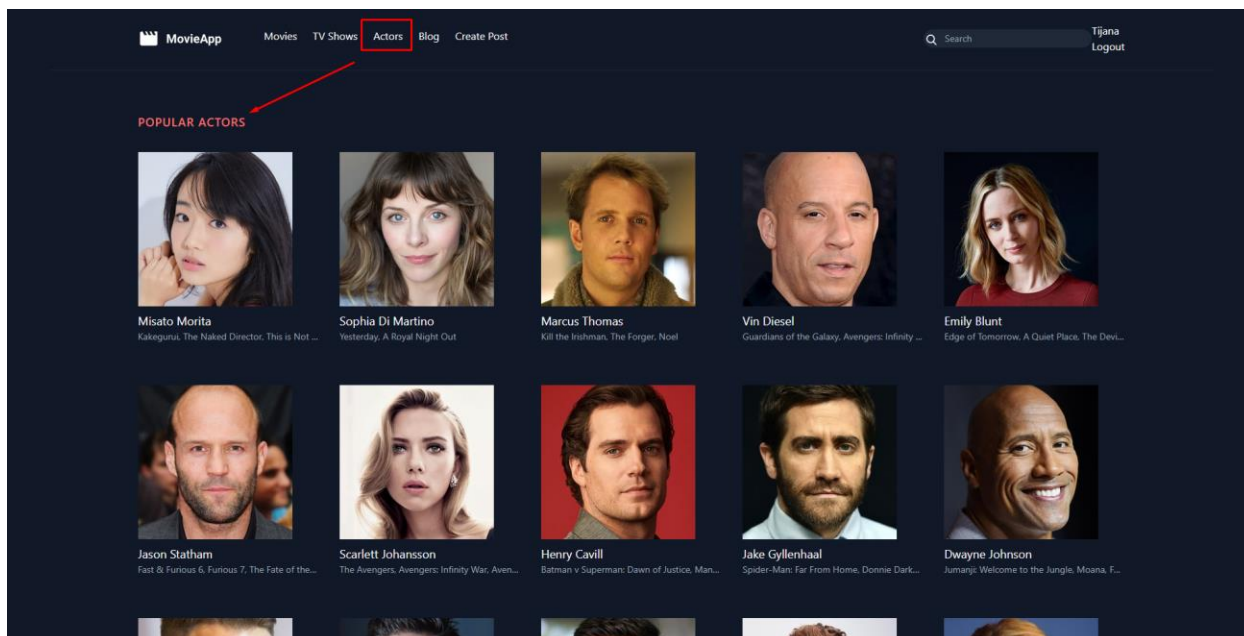 MovieApp
Movies TV Shows Actors Blog Create Post
Search
Tijana
Logout
POPULAR ACTORS
Misato Morita
Kakegurui, The Naked Director, This is Not ...
Sophia Di Martino
Yesterday, A Royal Night Out
Marcus Thomas
Kill the Irishman, The Forger, Noel
Vin Diesel
Guardians of the Galaxy, Avengers: Infinity ...
Emily Blunt
Edge of Tomorrow, A Quiet Place, The Devi...
Jason Statham
Fast & Furious 6, Furious 7, The Fate of the...
Scarlett Johansson
The Avengers, Avengers: Infinity War, Aven...
Henry Cavill
Batman v Superman: Dawn of Justice, Man...
Jake Gyllenhaal
Spider-Man: Far From Home, Donnie Dark...
Dwayne Johnson
Jumanji: Welcome to the Jungle, Moana, F...